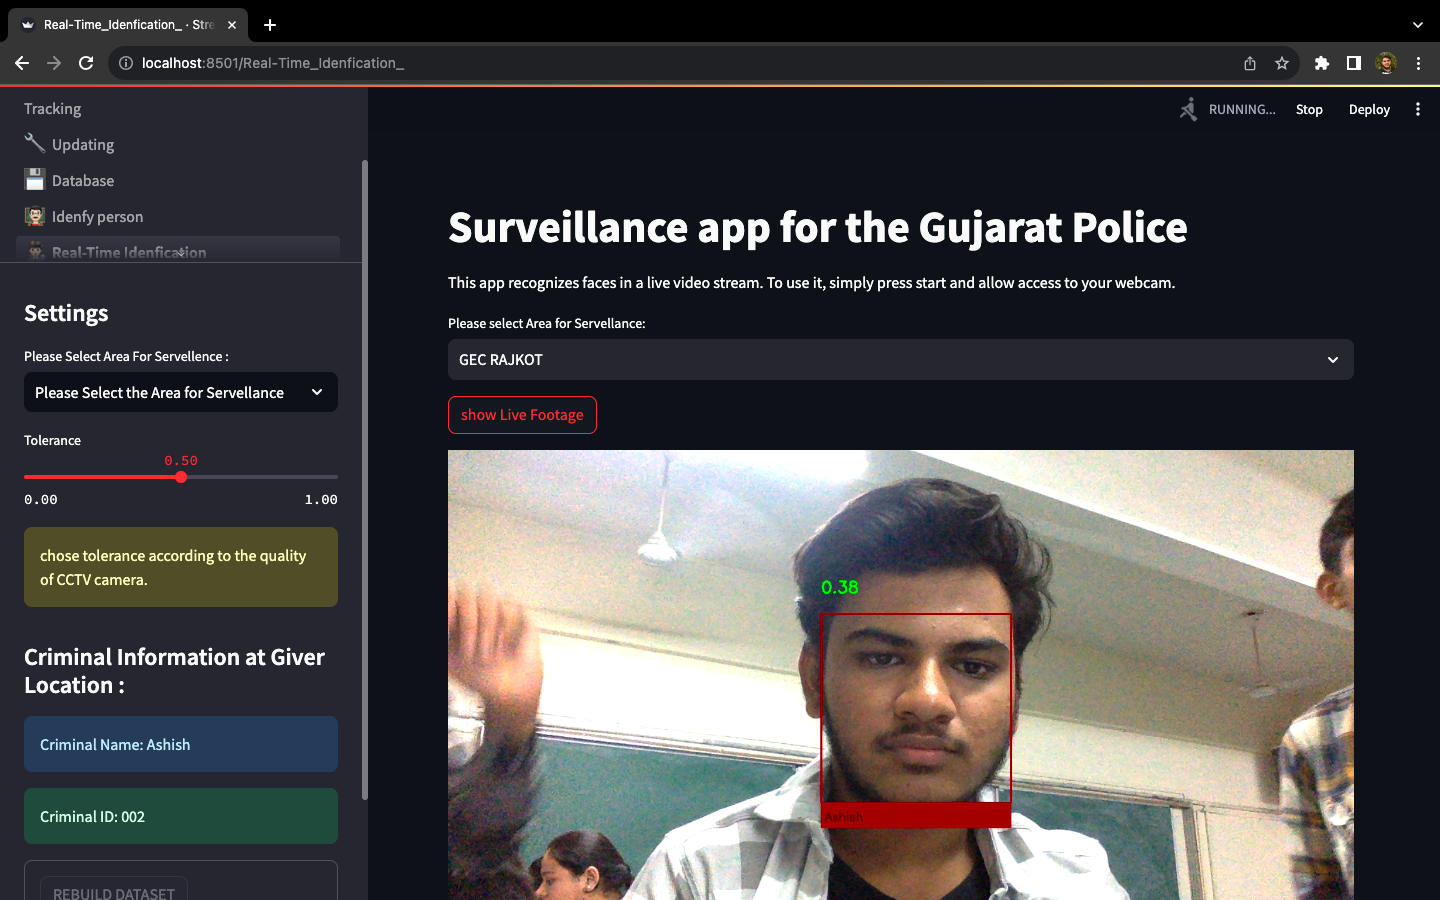 Real-Time_Idenfication_ · Stre
localhost:8501/Real-Time_Idenfication_
Tracking
Updating
Database
Idenfy person
Real-Time Idenfication
Settings
Please Select Area For Servellence :
Please Select the Area for Servellance
Tolerance
0.50
0.00 1.00
chose tolerance according to the quality
of CCTV camera.
Criminal Information at Giver
Location :
Criminal Name: Ashish
Criminal ID: 002
REBUILD DATASET
RUNNING... Stop Deploy
Surveillance app for the Gujarat Police
This app recognizes faces in a live video stream. To use it, simply press start and allow access to your webcam.
Please select Area for Servellance:
GEC RAJKOT
show Live Footage
0.38
Ashish